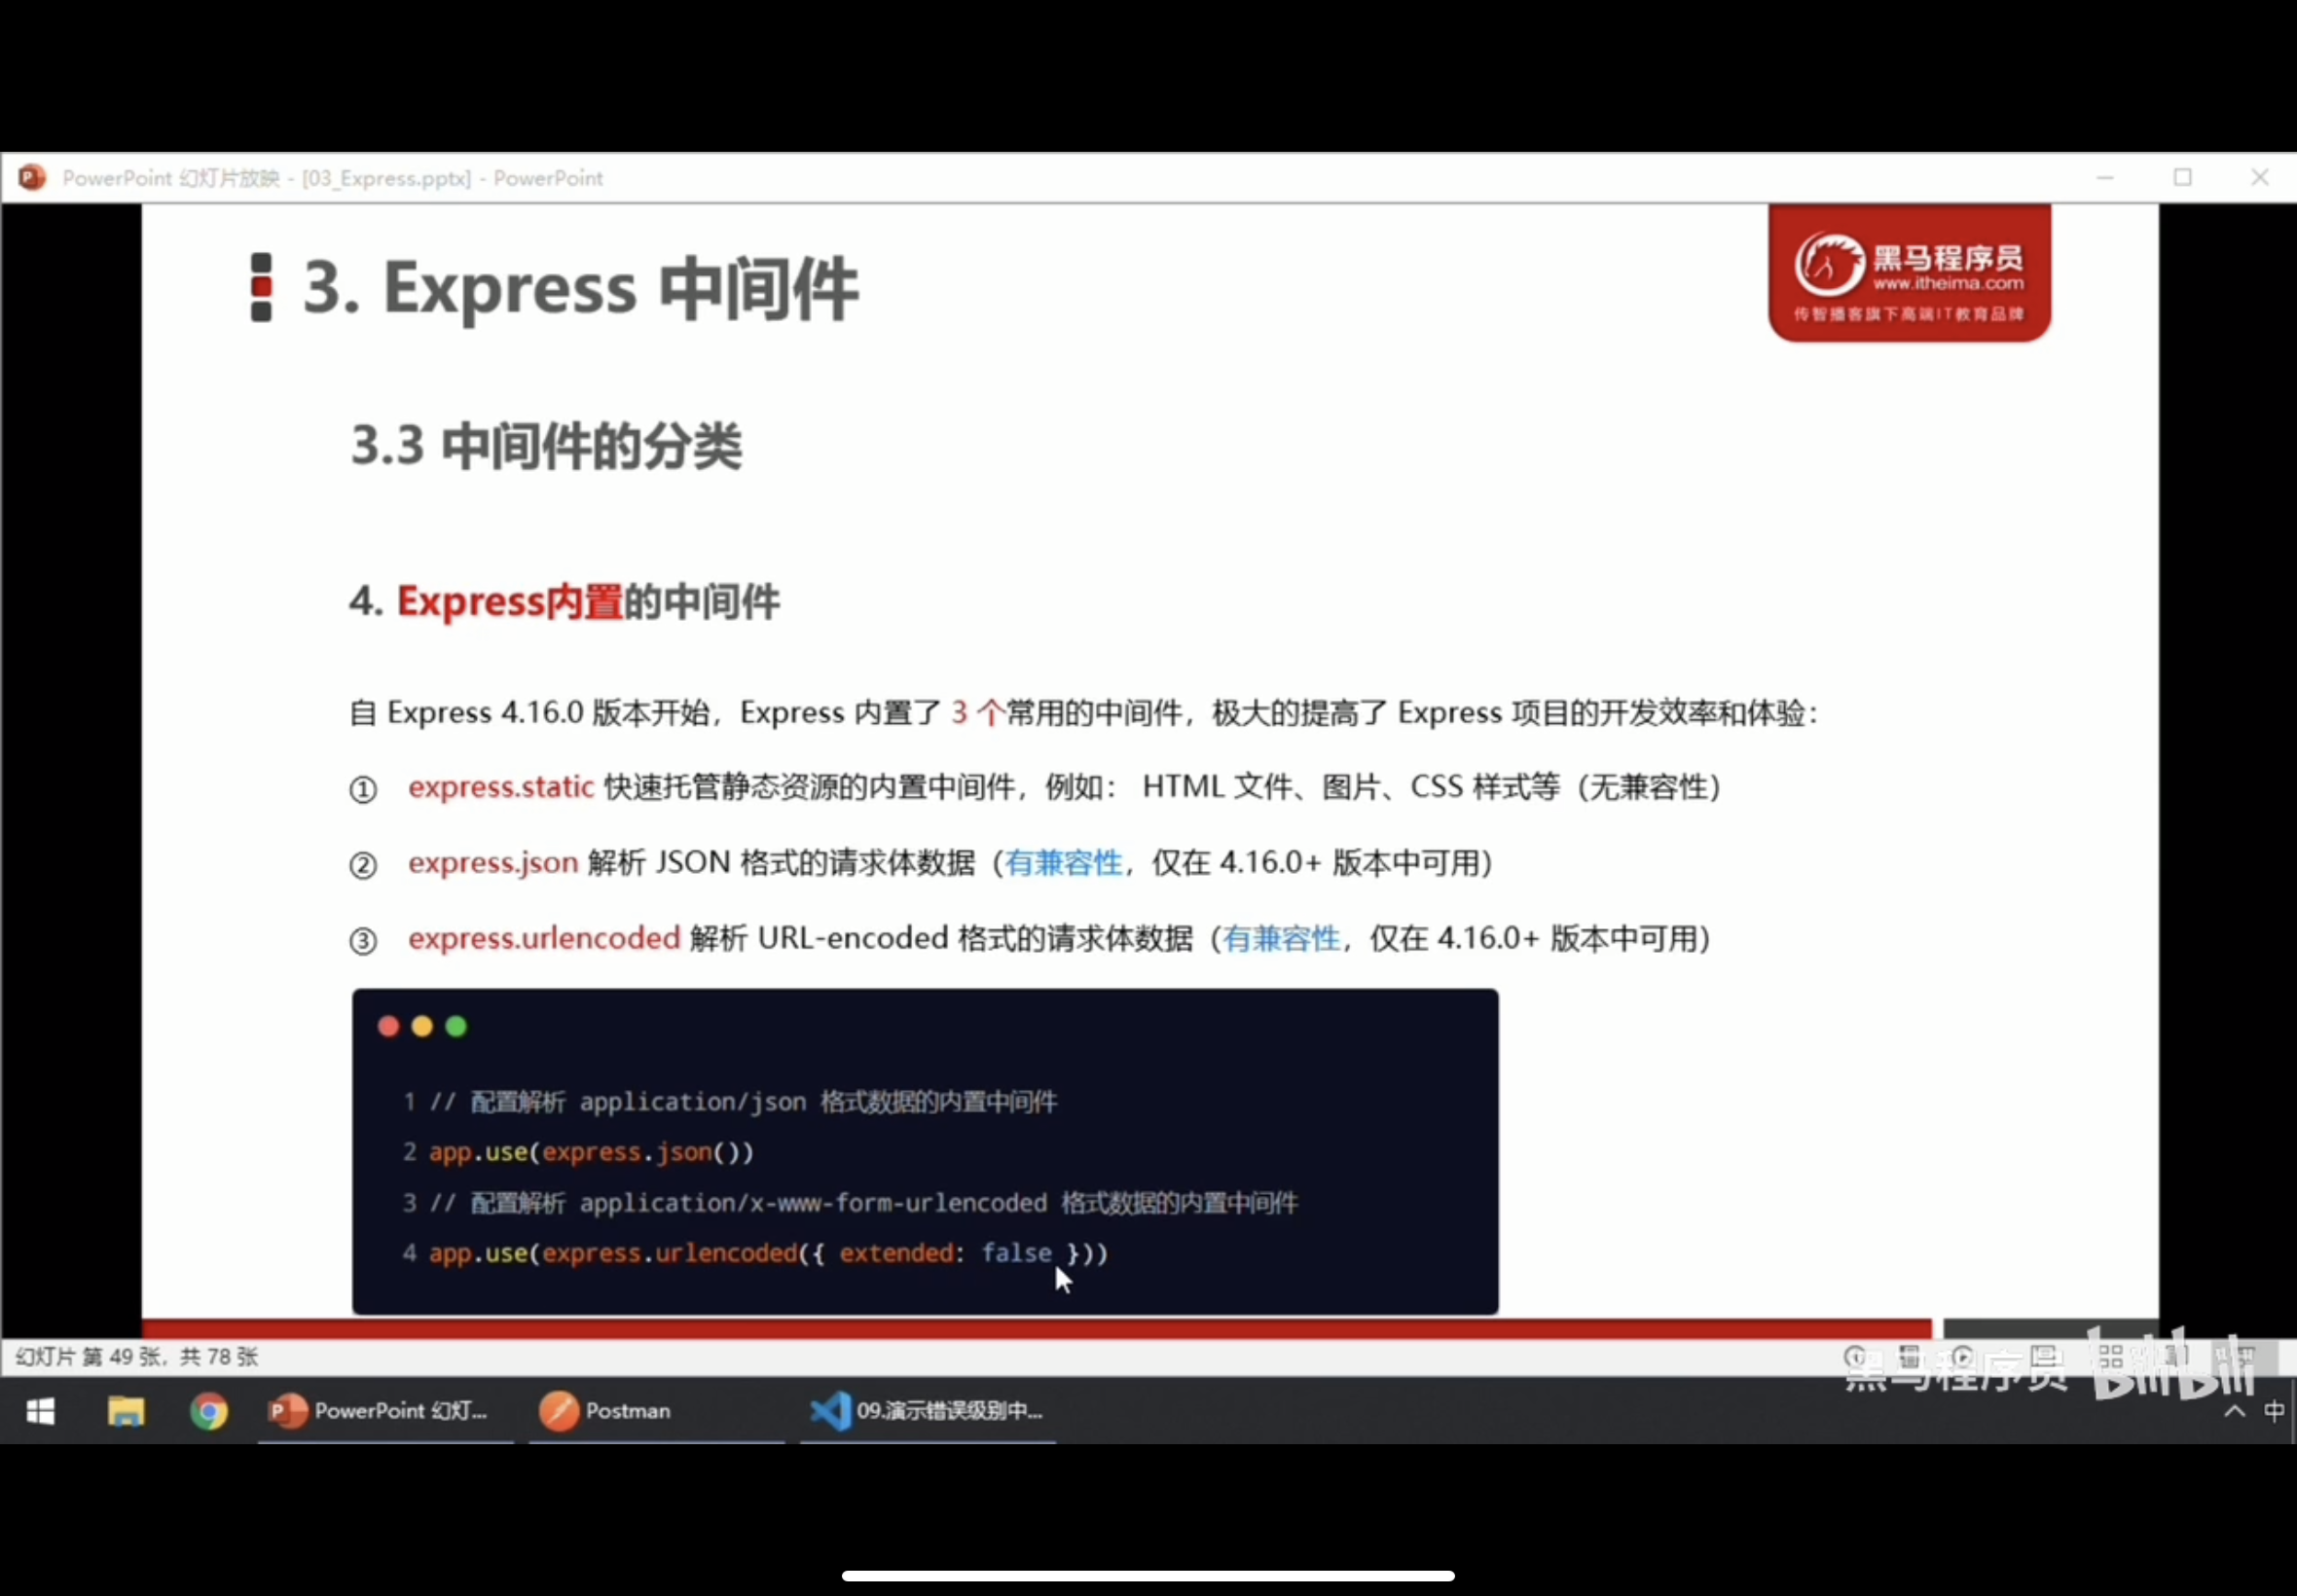 PowerPoint 幻灯片放映 - [03_Express.pptx] - PowerPoint
3. Express 中间件
黑马程序员
www.itheima.com
传智播客旗下高端IT教育品牌
3.3 中间件的分类
4. Express内置的中间件
自 Express 4.16.0 版本开始，Express 内置了 3 个常用的中间件，极大的提高了 Express 项目的开发效率和体验：
① express.static 快速托管静态资源的内置中间件，例如： HTML 文件、图片、CSS 样式等（无兼容性）
② express.json 解析 JSON 格式的请求体数据（有兼容性，仅在 4.16.0+ 版本中可用）
③ express.urlencoded 解析 URL-encoded 格式的请求体数据（有兼容性，仅在 4.16.0+ 版本中可用）
1 // 配置解析 application/json 格式数据的内置中间件
2 app.use(express.json())
3 // 配置解析 application/x-www-form-urlencoded 格式数据的内置中间件
4 app.use(express.urlencoded({ extended: false }))
幻灯片 第 49 张，共 78 张
黑马程序员 bilibili
PowerPoint 幻灯... Postman 09.演示错误级别中... 中